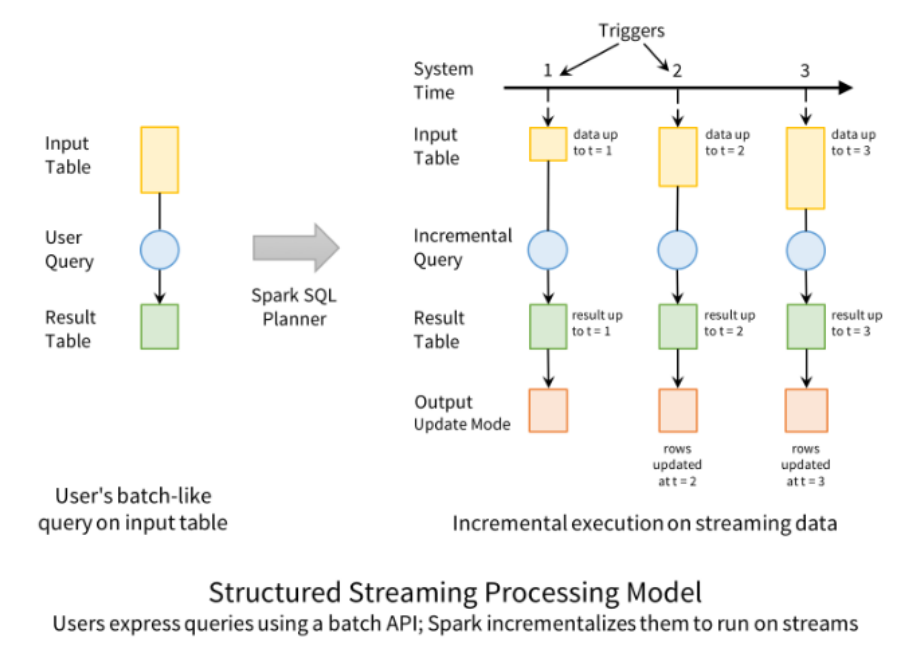 Triggers
System
Time
1
2
3
Input
Table
Input
Table
data up
to t = 1
data up
to t = 2
data up
to t = 3
User
Query
Incremental
Query
Spark SQL
Planner
Result
Table
Result
Table
result up
to t = 1
result up
to t = 2
result up
to t = 3
Output
Update Mode
rows
updated
at t = 2
rows
updated
at t = 3
User's batch-like
query on input table
Incremental execution on streaming data
Structured Streaming Processing Model
Users express queries using a batch API; Spark incrementalizes them to run on streams